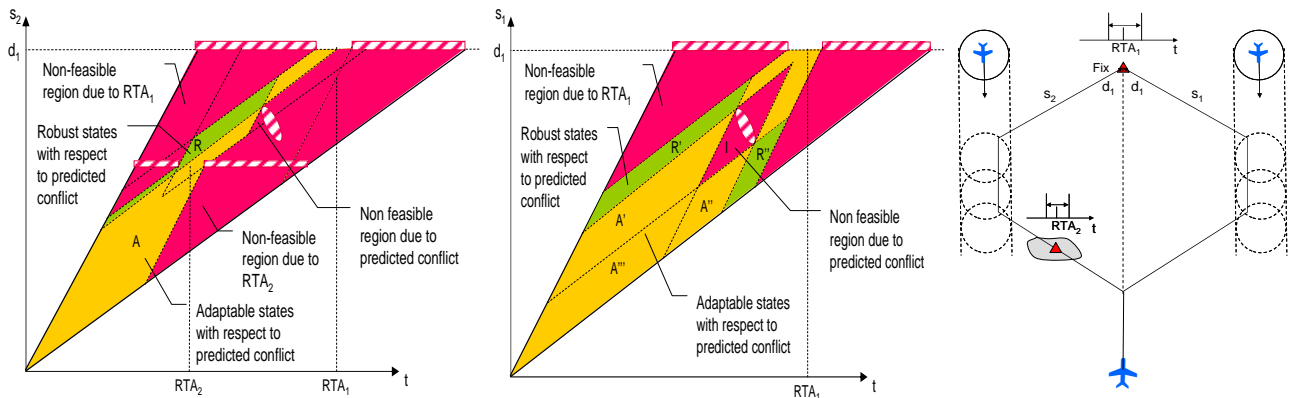 s2
d1
Non-feasible
region due to RTA1
Robust states
with respect
to predicted
conflict
R
A
Non feasible
region due to
predicted conflict
Non-feasible
region due to
RTA2
Adaptable states
with respect to
predicted conflict
RTA2
RTA1
t
s1
d1
Non-feasible
region due to RTA1
Robust states
with respect
to predicted
conflict
R'
I
R''
A'
A''
A'''
Non feasible
region due to
predicted conflict
Adaptable states
with respect to
predicted conflict
RTA1
t
RTA1
t
Fix
d1
d1
s2
s1
RTA2
t